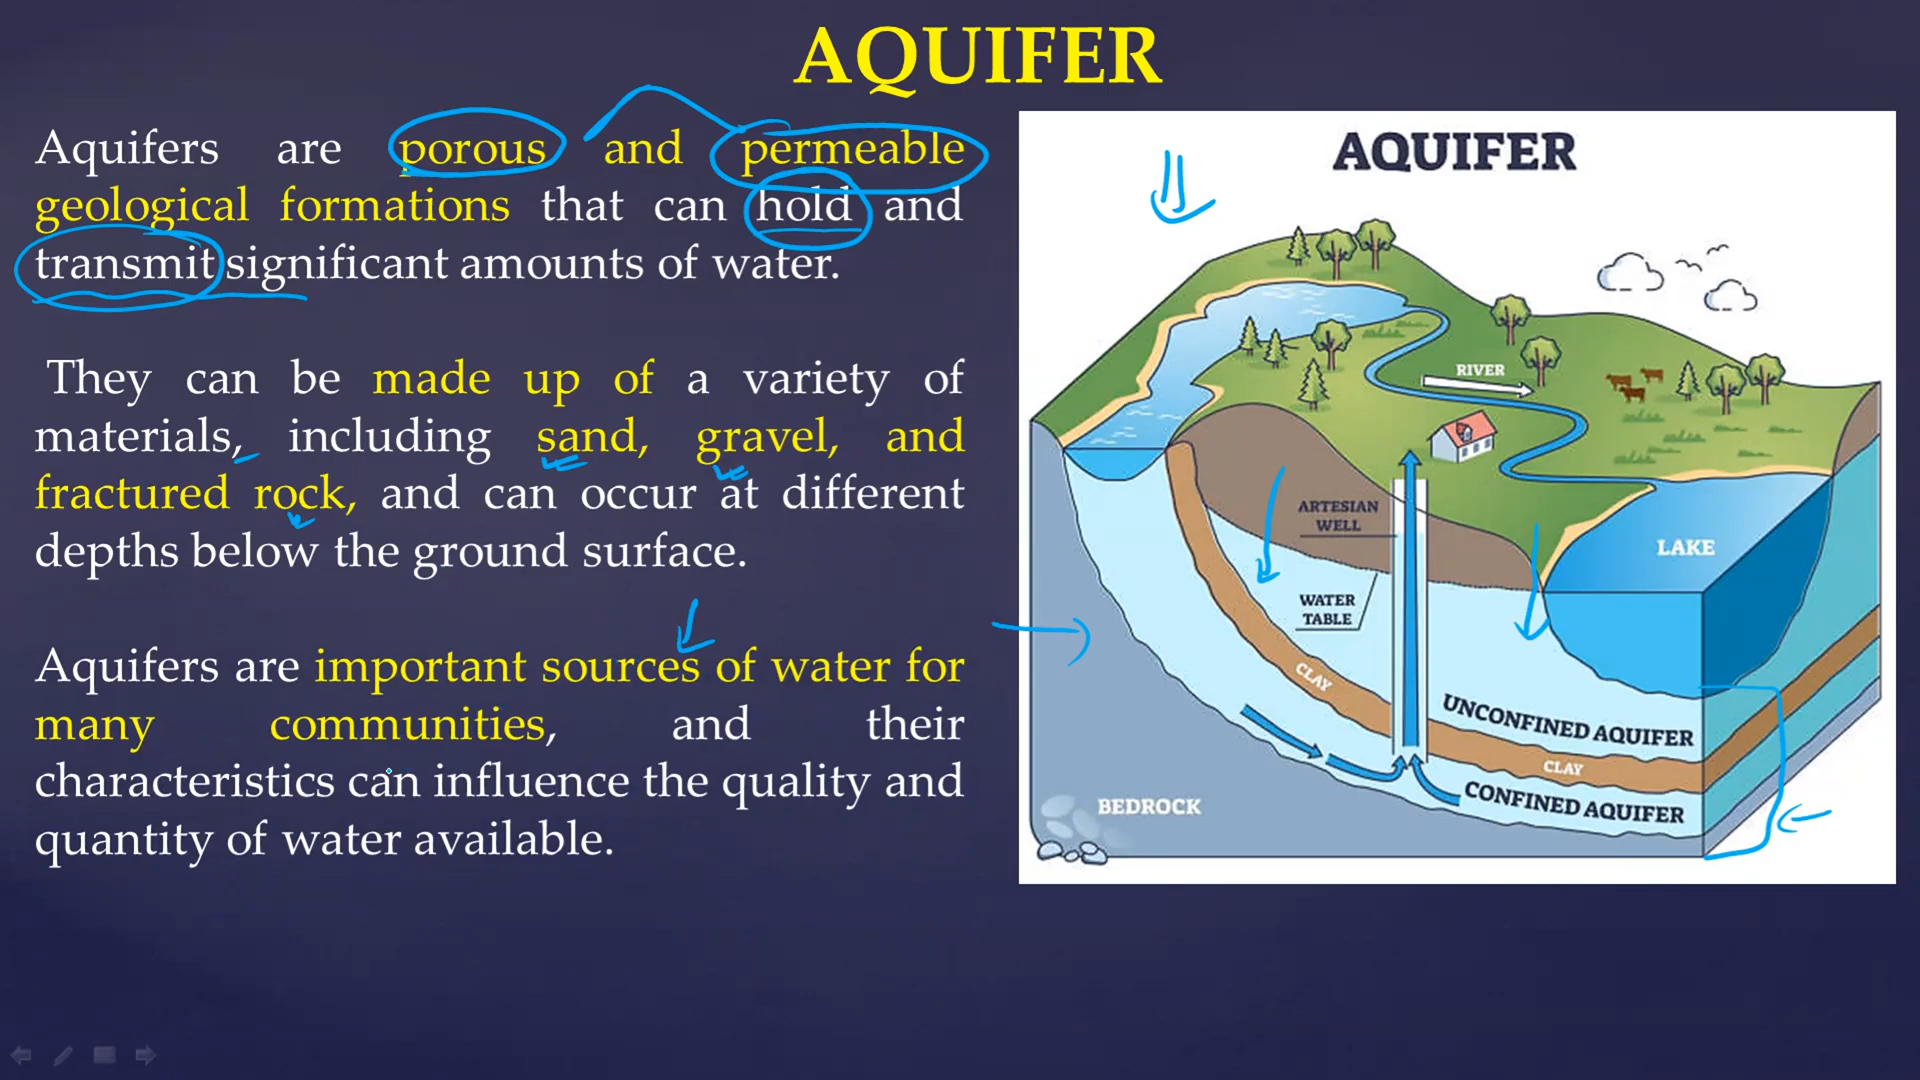 AQUIFER
Aquifers are porous and permeable
geological formations that can hold and
transmit significant amounts of water.
They can be made up of a variety of
materials, including sand, gravel, and
fractured rock, and can occur at different
depths below the ground surface.
Aquifers are important sources of water for
many communities, and their
characteristics can influence the quality and
quantity of water available.
AQUIFER
RIVER
ARTESIAN
WELL
LAKE
WATER
TABLE
CLAY
UNCONFINED AQUIFER
CLAY
CONFINED AQUIFER
BEDROCK